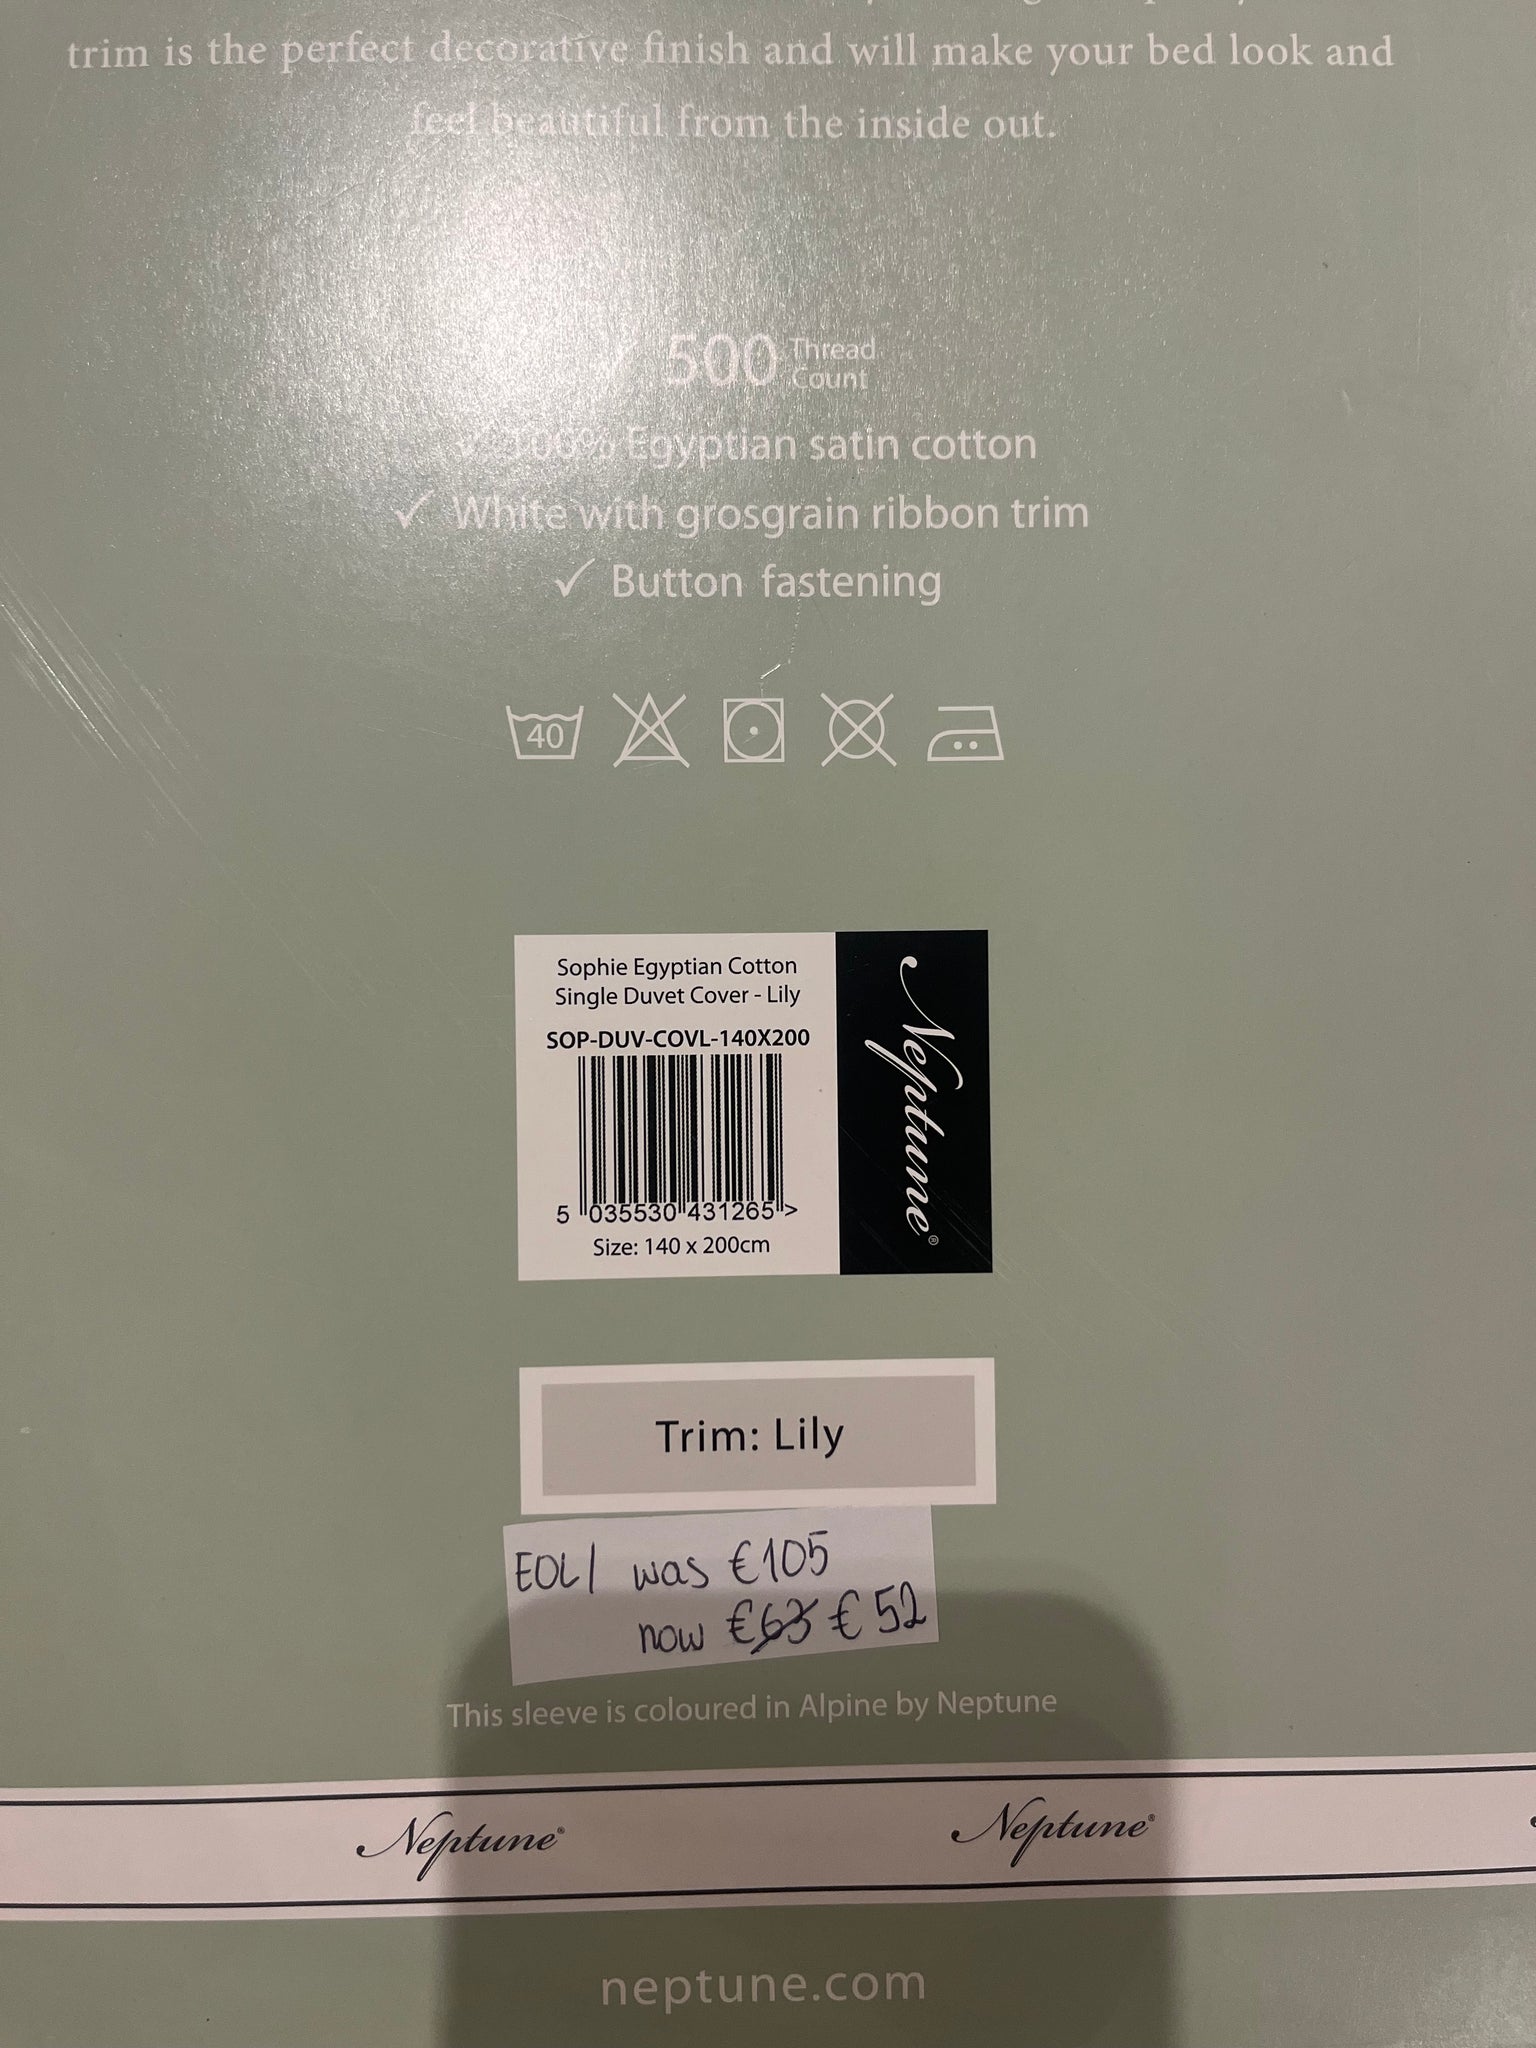 trim is the perfect decorative finish and will make your bed look and
feel beautiful from the inside out.
✓ 500 Thread Count
✓ 100% Egyptian satin cotton
✓ White with grosgrain ribbon trim
✓ Button fastening
40
Sophie Egyptian Cotton
Single Duvet Cover - Lily
SOP-DUV-COVL-140X200
5 035530 431265 >
Size: 140 x 200cm
Neptune®
Trim: Lily
EOL/ was €105
now €63 €52
This sleeve is coloured in Alpine by Neptune
Neptune® Neptune®
neptune.com